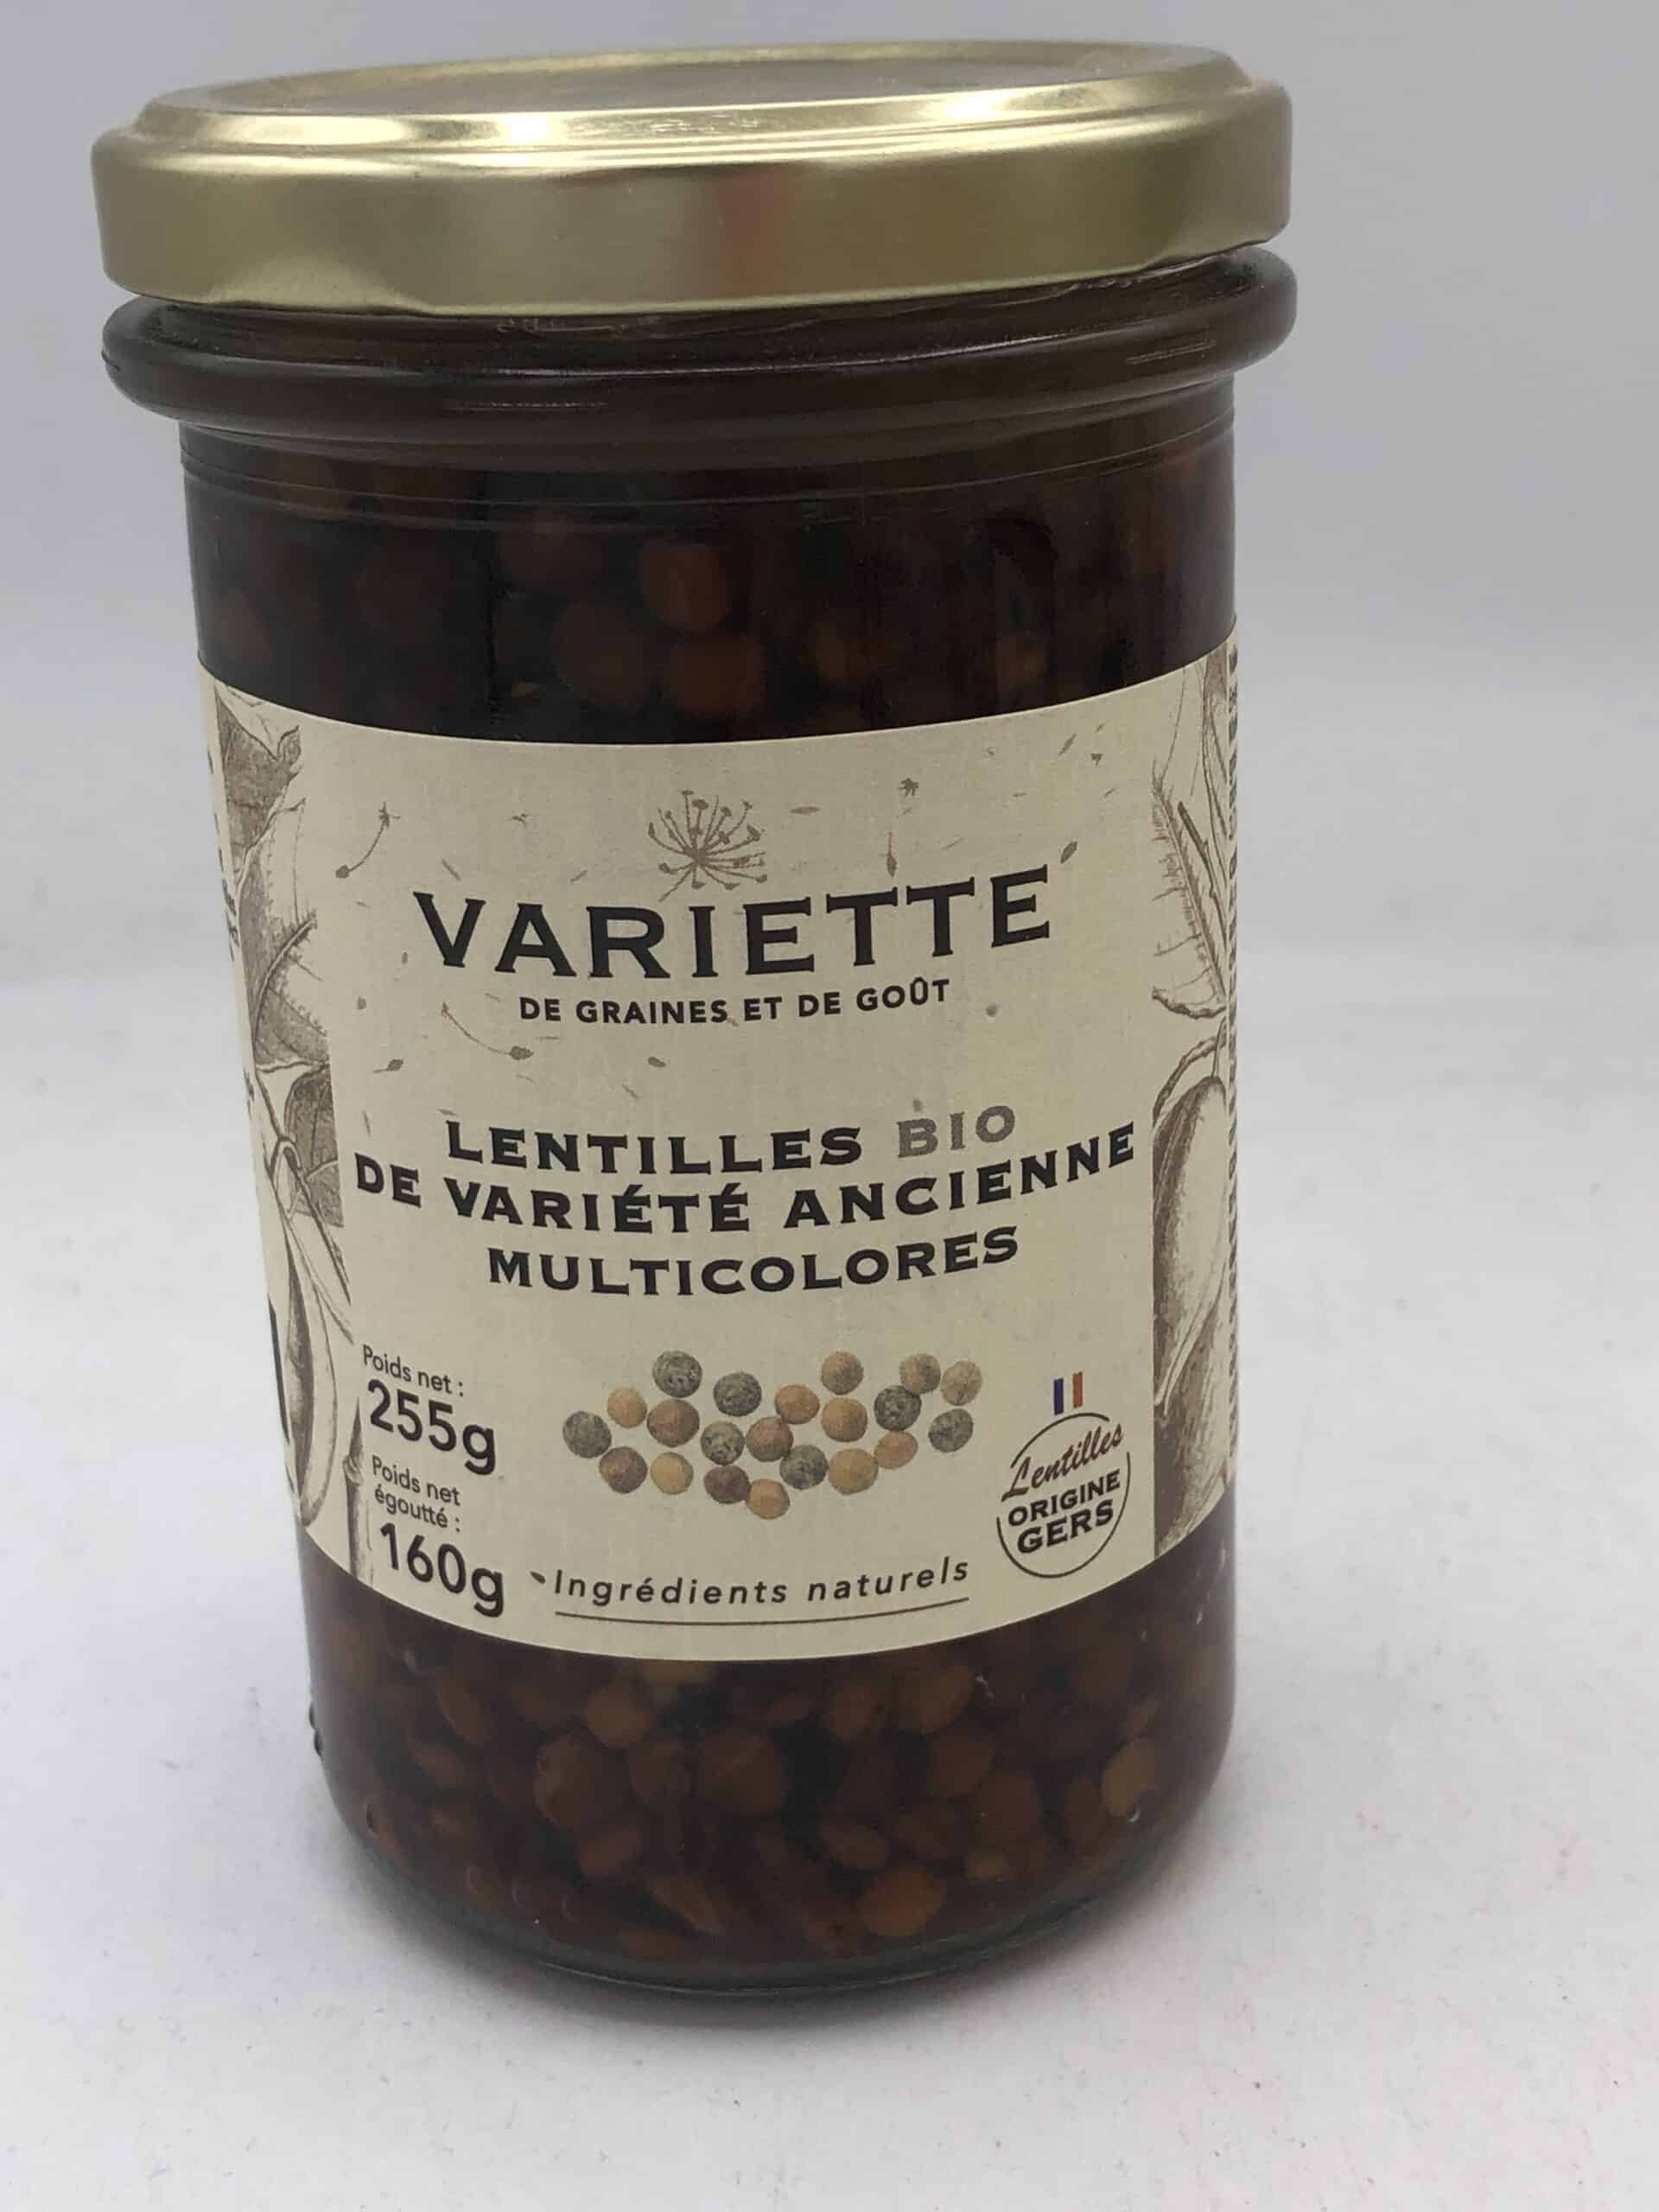 VARIETTE
DE GRAINES ET DE GOÛT
LENTILLES BIO
DE VARIÉTÉ ANCIENNE
MULTICOLORES
Poids net :
255g
Poids net
égoutté :
160g
Ingrédients naturels
Lentilles
ORIGINE
GERS